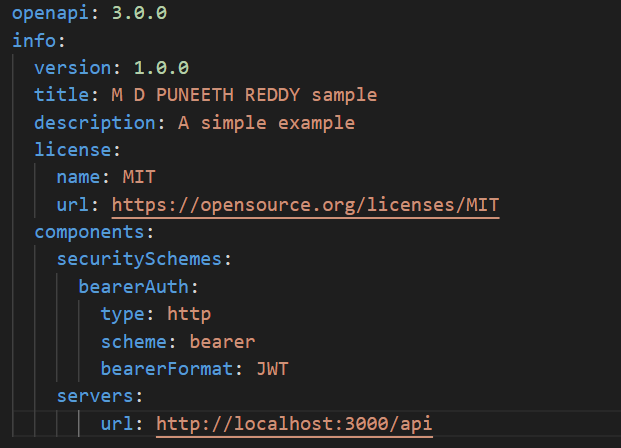 openapi: 3.0.0
info:
  version: 1.0.0
  title: M D PUNEETH REDDY sample
  description: A simple example
  license:
    name: MIT
    url: https://opensource.org/licenses/MIT
  components:
    securitySchemes:
      bearerAuth:
        type: http
        scheme: bearer
        bearerFormat: JWT
    servers:
        url: http://localhost:3000/api